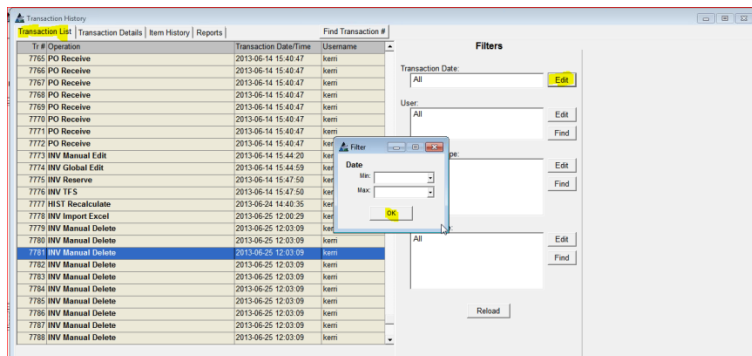 Transaction History
Transaction List Transaction Details Item History Reports Find Transaction #
Tr # Operation Transaction Date/Time Username
7765 PO Receive 2013-06-14 15:40:47 kerri
7766 PO Receive 2013-06-14 15:40:47 kerri
7767 PO Receive 2013-06-14 15:40:47 kerri
7768 PO Receive 2013-06-14 15:40:47 kerri
7769 PO Receive 2013-06-14 15:40:47 kerri
7770 PO Receive 2013-06-14 15:40:47 kerri
7771 PO Receive 2013-06-14 15:40:47 kerri
7772 PO Receive 2013-06-14 15:40:47 ker
7773 INV Manual Edit 2013-06-14 15:44:20 ker
7774 INV Global Edit 2013-06-14 15:44:59 ker
7775 INV Reserve 2013-06-14 15:47:50 ker
7776 INV TFS 2013-06-14 15:47:50 ker
7777 HIST Recalculate 2013-06-24 14:40:35 ker
7778 INV Import Excel 2013-06-25 12:00:29 ker
7779 INV Manual Delete 2013-06-25 12:03:09 ker
7780 INV Manual Delete 2013-06-25 12:03:09 kerri
7781 INV Manual Delete 2013-06-25 12:03:09 kerri
7782 INV Manual Delete 2013-06-25 12:03:09 kerri
7783 INV Manual Delete 2013-06-25 12:03:09 kerri
7784 INV Manual Delete 2013-06-25 12:03:09 kerri
7785 INV Manual Delete 2013-06-25 12:03:09 kerri
7786 INV Manual Delete 2013-06-25 12:03:09 kerri
7787 INV Manual Delete 2013-06-25 12:03:09 kerri
7788 INV Manual Delete 2013-06-25 12:03:09 kerri
Filter
Date
Min:
Max:
OK
Filters
Transaction Date:
All Edit
User:
All Edit
Find
pe:
Edit
Find
All Edit
Find
Reload